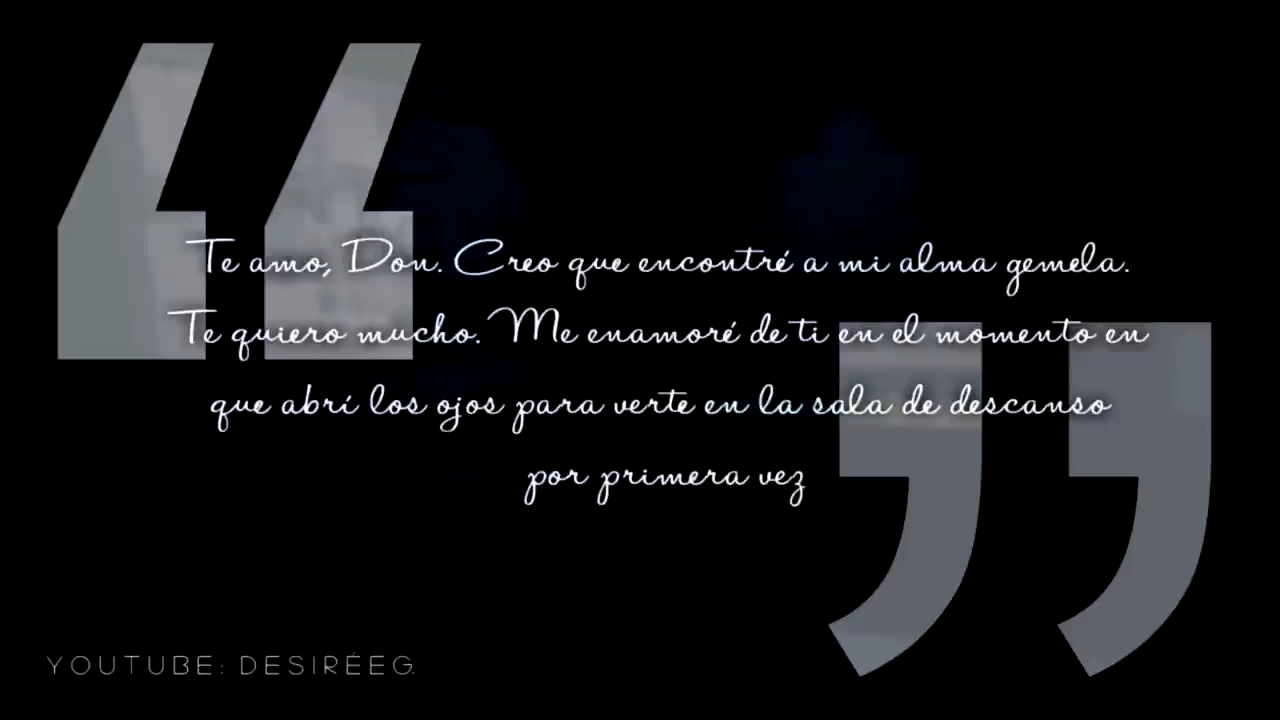 Te amo, Don. Creo que encontré a mi alma gemela.
Te quiero mucho. Me enamoré de ti en el momento en
que abrí los ojos para verte en la sala de descanso
por primera vez
YOUTUBE: DESIRÉEG.